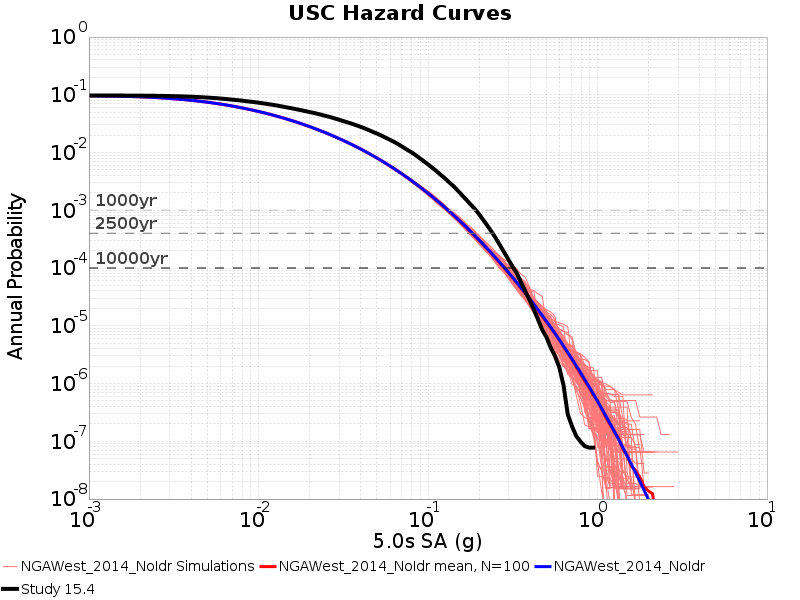 USC Hazard Curves
10^0
10^-1
10^-2
10^-3
10^-4
10^-5
10^-6
10^-7
10^-8
Annual Probability
1000yr
2500yr
10000yr
10^-3
10^-2
10^-1
10^0
10^1
5.0s SA (g)
NGAWest_2014_NoIdr Simulations
NGAWest_2014_NoIdr mean, N=100
NGAWest_2014_NoIdr
Study 15.4